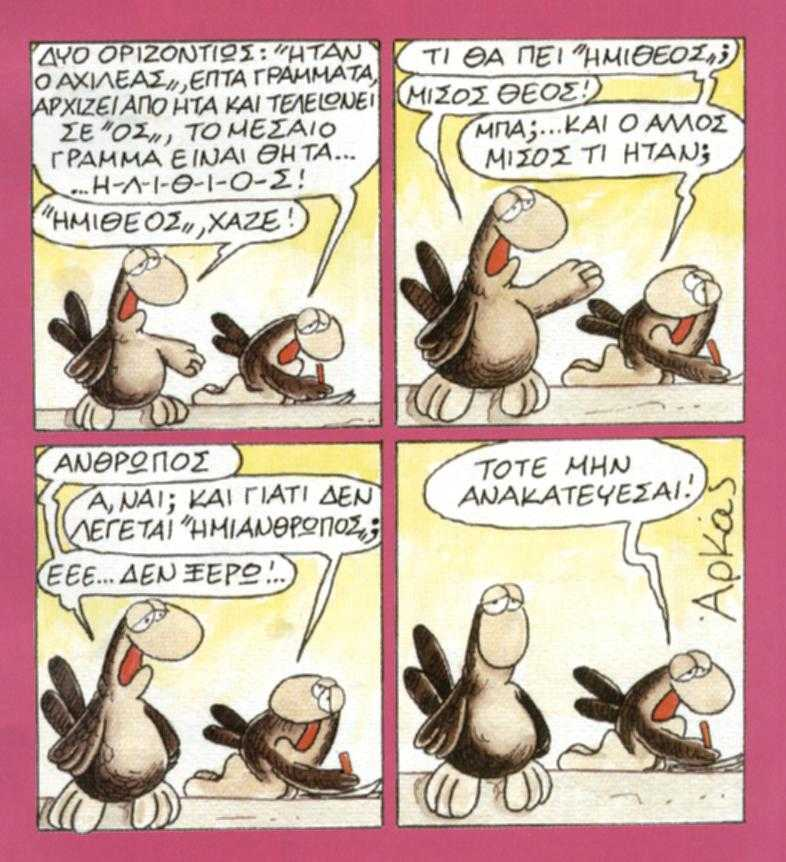 ΔΥΟ ΟΡΙΖΟΝΤΙΩΣ: "ΗΤΑΝ
Ο ΑΧΙΛΕΑΣ", ΕΠΤΑ ΓΡΑΜΜΑΤΑ,
ΑΡΧΙΖΕΙ ΑΠΟ ΗΤΑ ΚΑΙ ΤΕΛΕΙΩΝΕΙ
ΣΕ "ΟΣ", ΤΟ ΜΕΣΑΙΟ
ΓΡΑΜΜΑ ΕΙΝΑΙ ΘΗΤΑ...
...Η-Λ-Ι-Θ-Ι-Ο-Σ!
"ΗΜΙΘΕΟΣ", ΧΑΖΕ!
ΤΙ ΘΑ ΠΕΙ "ΗΜΙΘΕΟΣ";
ΜΙΣΟΣ ΘΕΟΣ!
ΜΠΑ;...ΚΑΙ Ο ΑΛΛΟΣ
ΜΙΣΟΣ ΤΙ ΗΤΑΝ;
ΑΝΘΡΩΠΟΣ
Α, ΝΑΙ; ΚΑΙ ΓΙΑΤΙ ΔΕΝ
ΛΕΓΕΤΑΙ "ΗΜΙΑΝΘΡΩΠΟΣ";
ΕΕΕ... ΔΕΝ ΞΕΡΩ!..
ΤΟΤΕ ΜΗΝ
ΑΝΑΚΑΤΕΥΕΣΑΙ!
Αρκάς